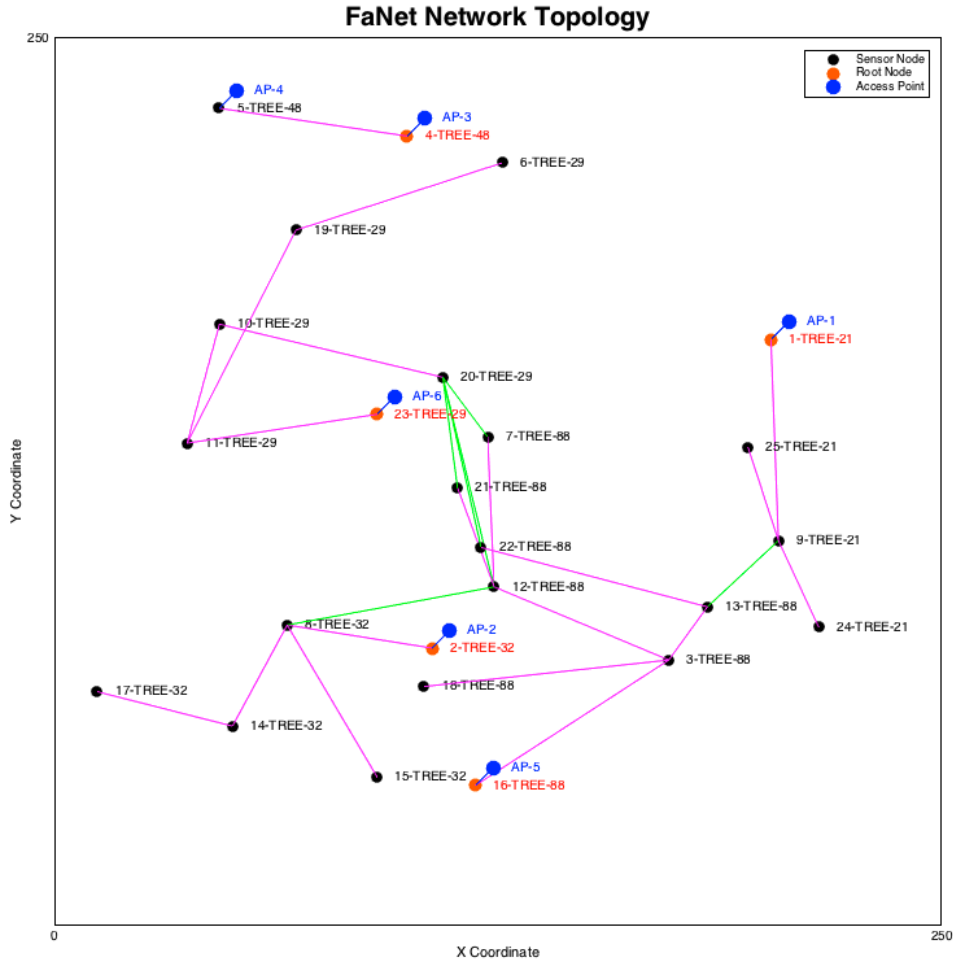 FaNet Network Topology
250
Sensor Node
Root Node
Access Point
AP-4
5-TREE-48
AP-3
4-TREE-48
6-TREE-29
19-TREE-29
10-TREE-29
AP-1
1-TREE-21
20-TREE-29
AP-6
23-TREE-29
7-TREE-88
11-TREE-29
25-TREE-21
21-TREE-88
Y Coordinate
22-TREE-88
9-TREE-21
12-TREE-88
13-TREE-88
8-TREE-32
24-TREE-21
AP-2
2-TREE-32
3-TREE-88
18-TREE-88
17-TREE-32
14-TREE-32
AP-5
15-TREE-32
16-TREE-88
0
250
X Coordinate